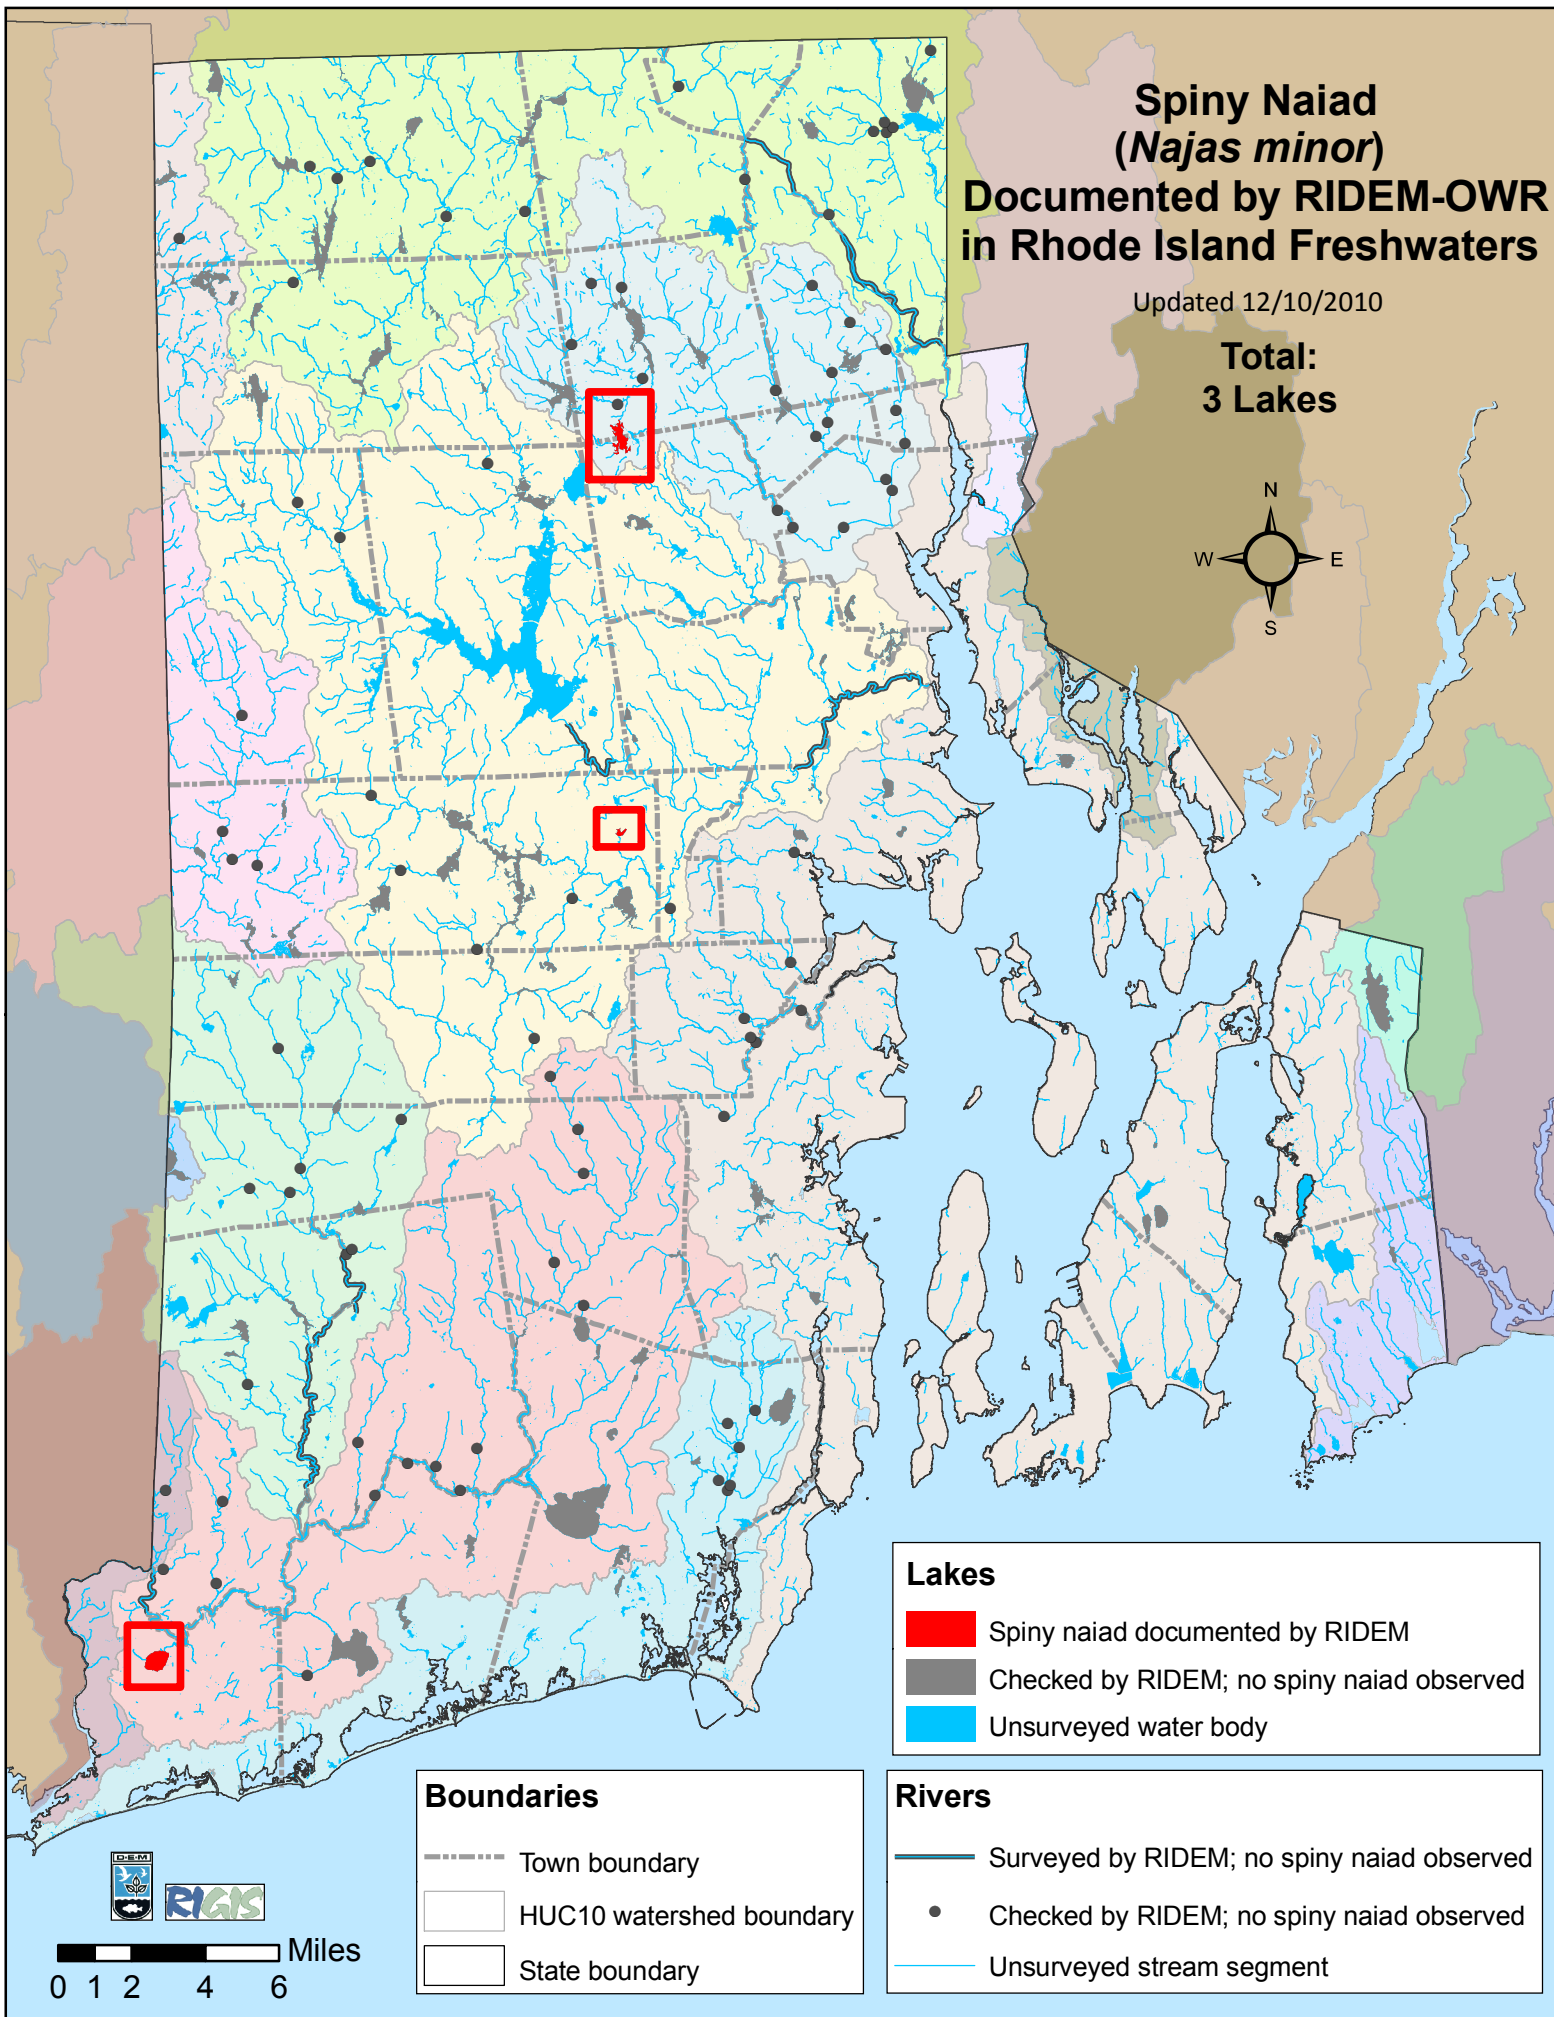 Spiny Naiad
(Najas minor)
Documented by RIDEM-OWR
in Rhode Island Freshwaters
Updated 12/10/2010
Total:
3 Lakes
N
W E
S
Lakes
Spiny naiad documented by RIDEM
Checked by RIDEM; no spiny naiad observed
Unsurveyed water body
Boundaries
Town boundary
HUC10 watershed boundary
State boundary
Rivers
Surveyed by RIDEM; no spiny naiad observed
Checked by RIDEM; no spiny naiad observed
Unsurveyed stream segment
D-E-M
RIGIS
Miles
0 1 2 4 6